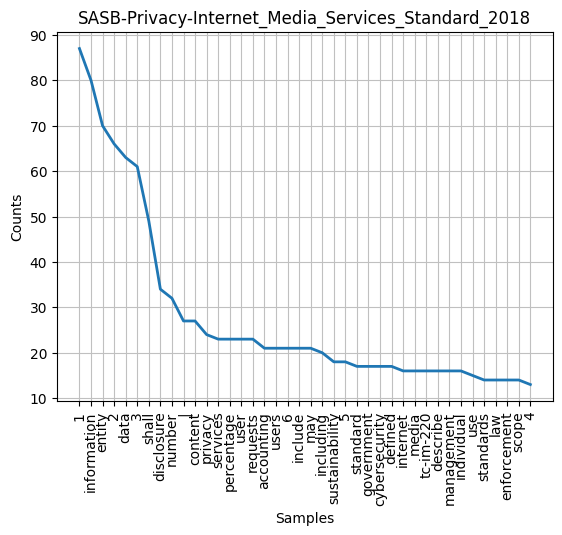 SASB-Privacy-Internet_Media_Services_Standard_2018
90
80
70
60
50
40
30
20
10
Counts
1
information
entity
2
data
3
shall
disclosure
number
|
content
privacy
services
percentage
user
requests
accounting
users
6
include
may
including
sustainability
5
standard
government
cybersecurity
defined
internet
media
tc-im-220
describe
management
individual
use
standards
law
enforcement
scope
4
Samples